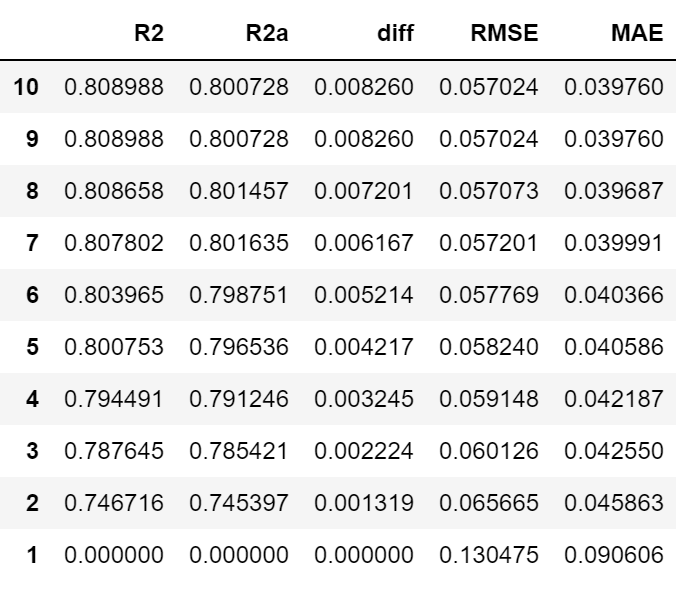 R2 R2a diff RMSE MAE
10 0.808988 0.800728 0.008260 0.057024 0.039760
9 0.808988 0.800728 0.008260 0.057024 0.039760
8 0.808658 0.801457 0.007201 0.057073 0.039687
7 0.807802 0.801635 0.006167 0.057201 0.039991
6 0.803965 0.798751 0.005214 0.057769 0.040366
5 0.800753 0.796536 0.004217 0.058240 0.040586
4 0.794491 0.791246 0.003245 0.059148 0.042187
3 0.787645 0.785421 0.002224 0.060126 0.042550
2 0.746716 0.745397 0.001319 0.065665 0.045863
1 0.000000 0.000000 0.000000 0.130475 0.090606